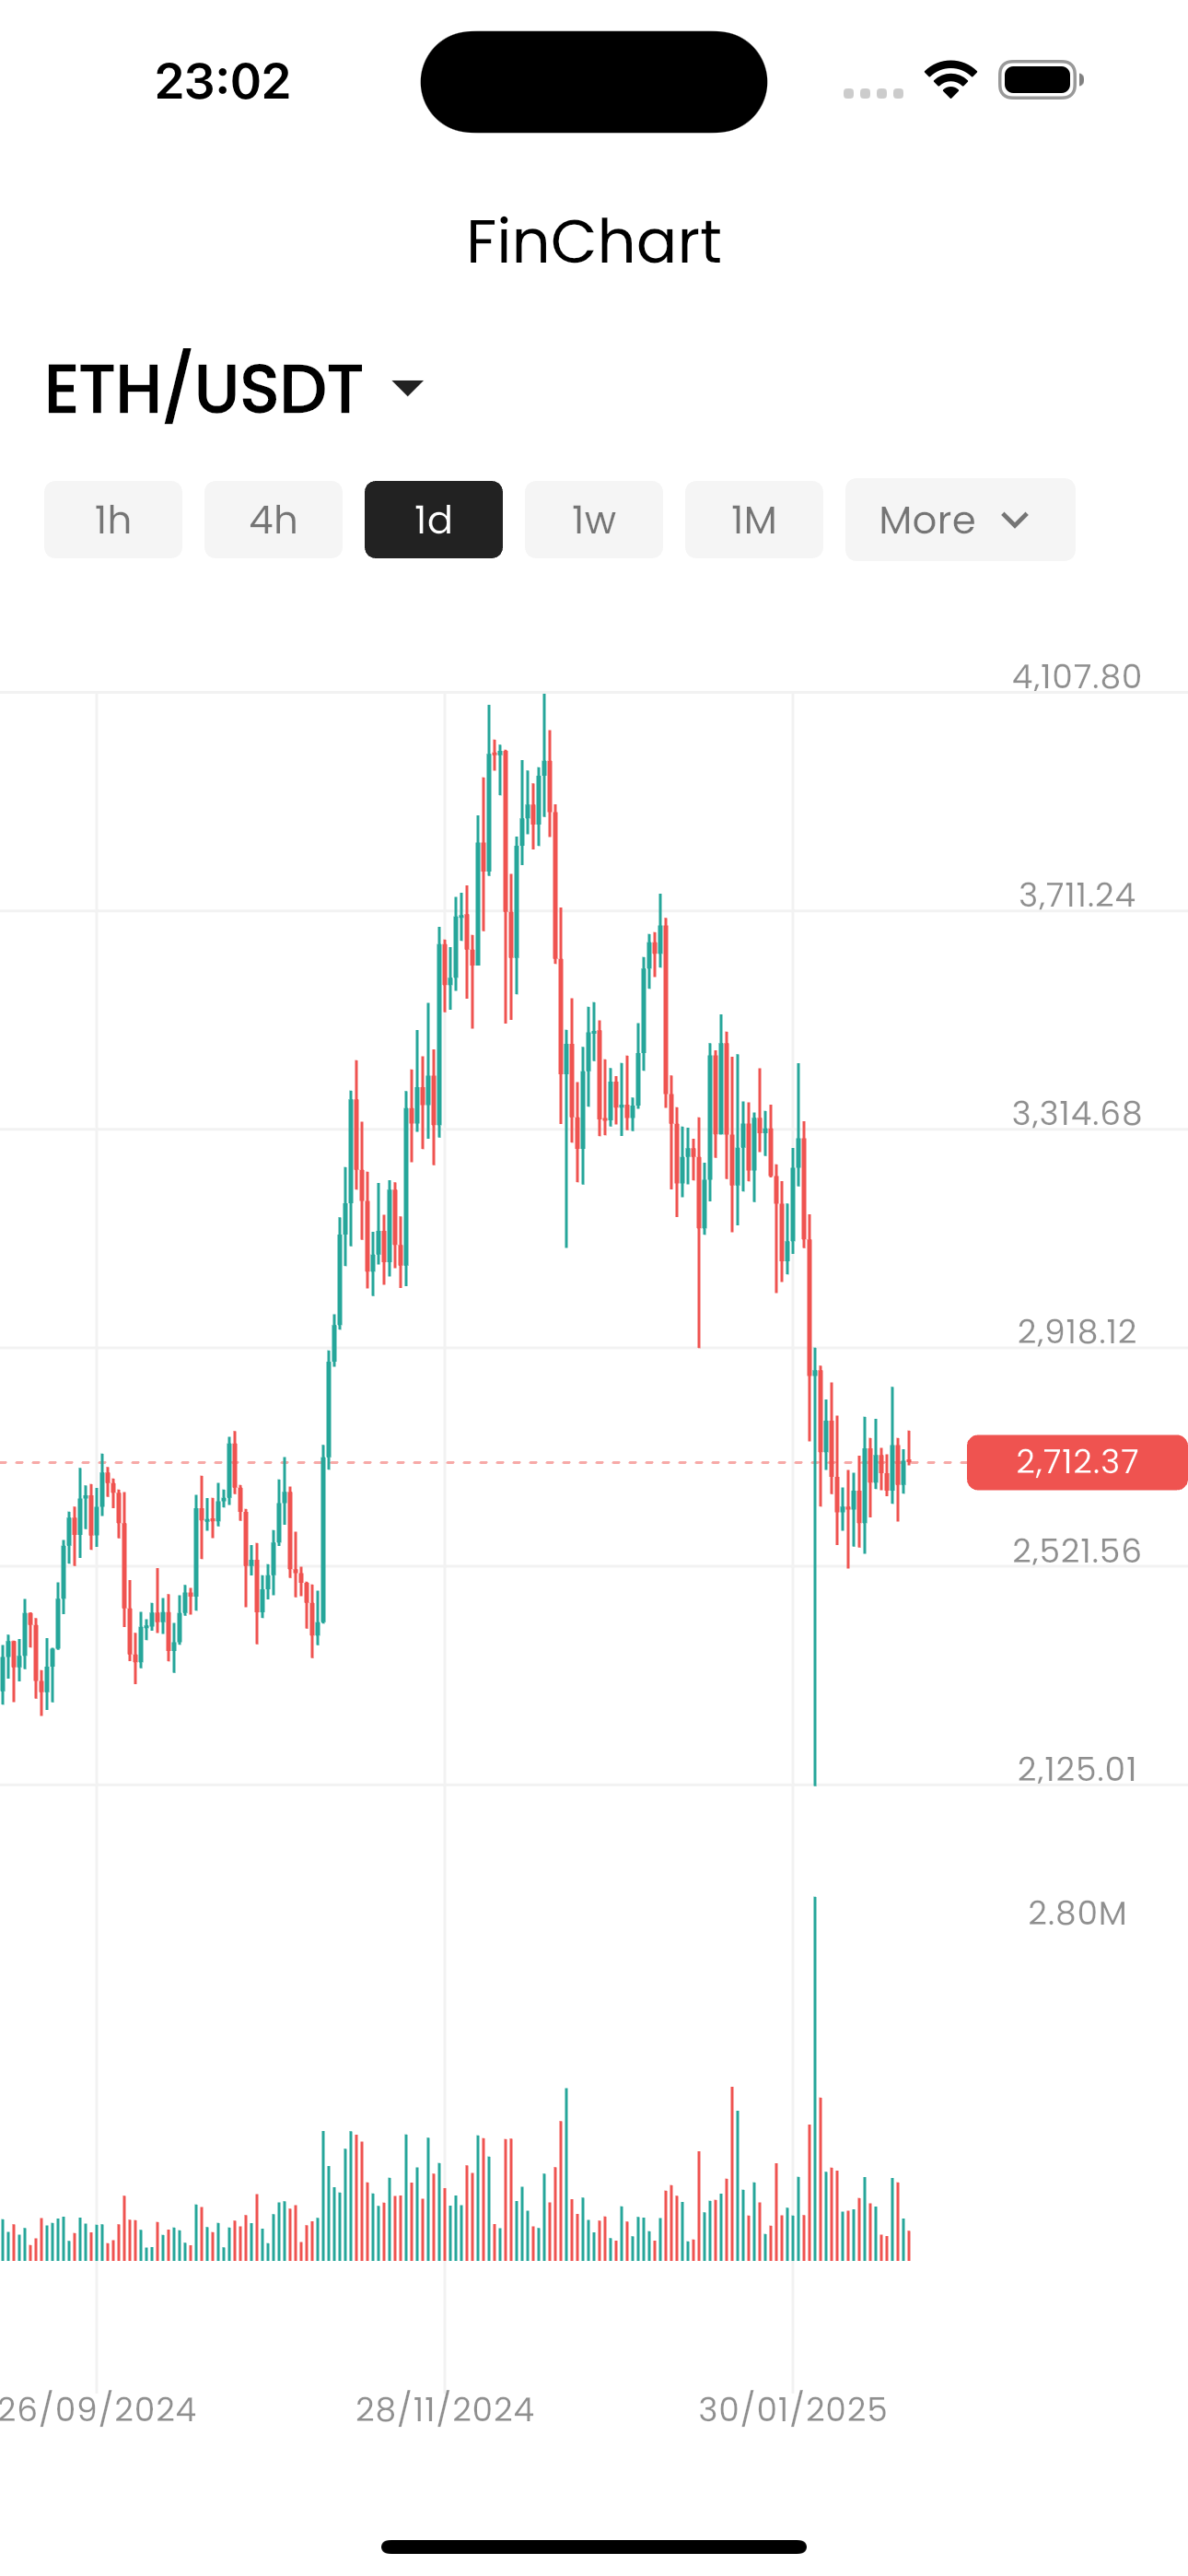 23:02
FinChart
ETH/USDT
1h 4h 1d 1w 1M More
4,107.80
3,711.24
3,314.68
2,918.12
2,712.37
2,521.56
2,125.01
2.80M
26/09/2024 28/11/2024 30/01/2025